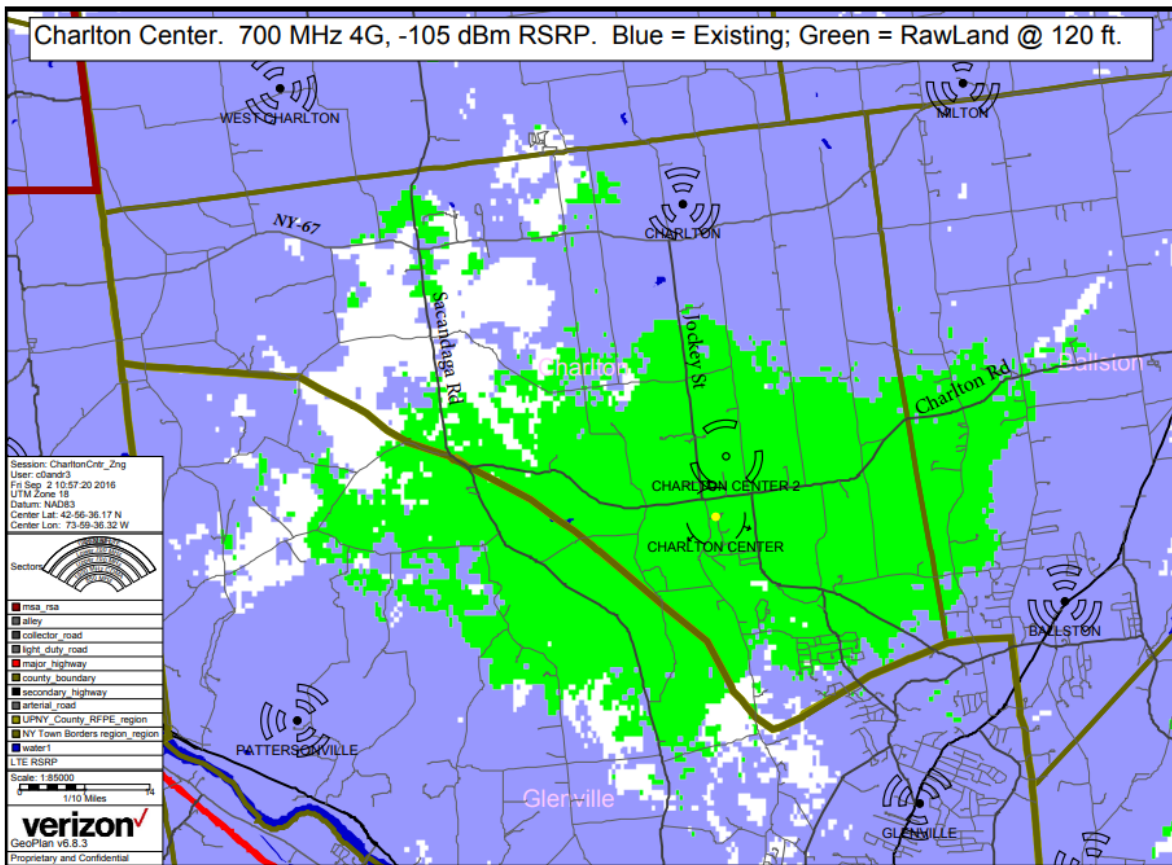 Charlton Center. 700 MHz 4G, -105 dBm RSRP. Blue = Existing; Green = RawLand @ 120 ft.
WEST CHARLTON
MILTON
NY-67
CHARLTON
Sacandaga Rd
Jockey St
Charlton
Ballston
Charlton Rd
CHARLTON CENTER 2
CHARLTON CENTER
BALLSTON
PATTERSONVILLE
Glenville
GLENVILLE
Session: CharltonCntr_Zng
User: c0andr3
Fri Sep 2 10:57:20 2016
UTM Zone 18
Datum: NAD83
Center Lat: 42-56-36.17 N
Center Lon: 73-59-36.32 W
Sectors
msa_rsa
alley
collector_road
light_duty_road
major_highway
county_boundary
secondary_highway
arterial_road
UPNY_County_RFPE_region
NY Town Borders region_region
water1
LTE RSRP
Scale: 1:85000
0 14
1/10 Miles
verizon
GeoPlan v6.8.3
Proprietary and Confidential